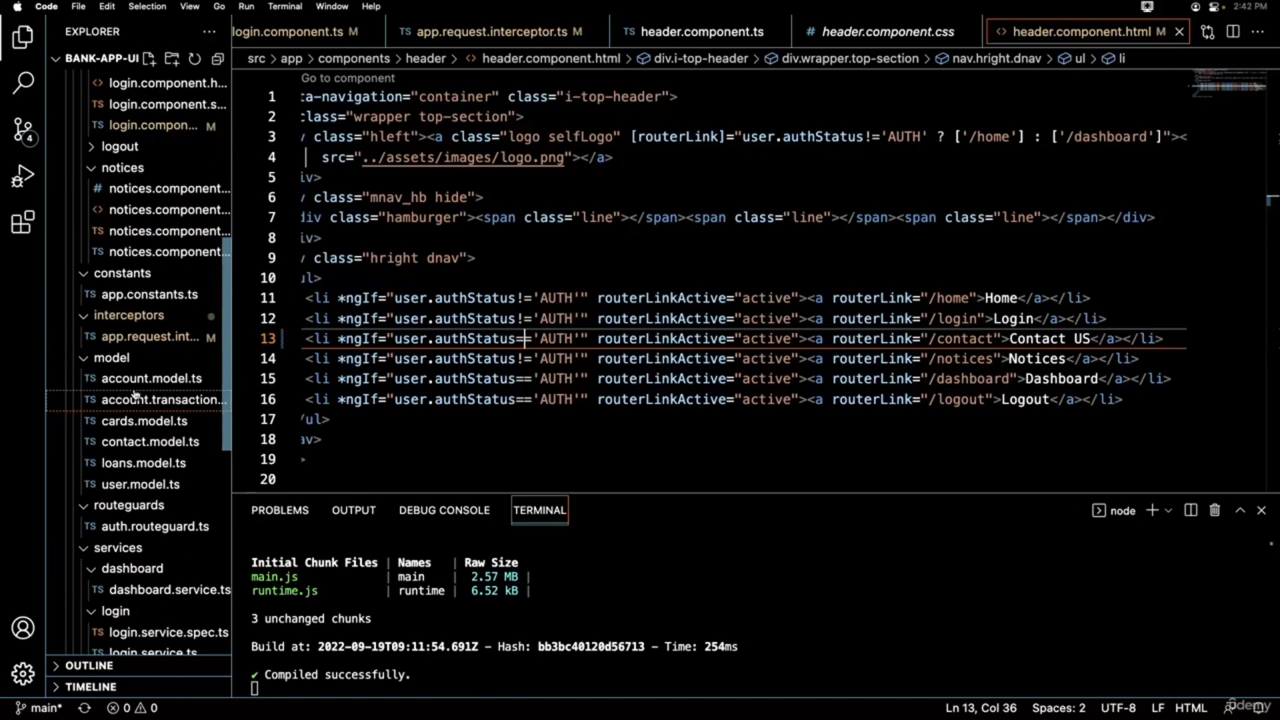 Code File Edit Selection View Go Run Terminal Window Help 2:42 PM
EXPLORER
login.component.ts M
app.request.interceptor.ts M
header.component.ts
header.component.css
header.component.html M
BANK-APP-UI
src > app > components > header > header.component.html > div.i-top-header > div.wrapper.top-section > nav.hright.dnav > ul > li
login.component.h...
login.component.s...
login.compon... M
logout
notices
notices.component...
notices.component...
notices.component...
notices.component...
constants
app.constants.ts
interceptors
app.request.int... M
model
account.model.ts
account.transaction...
cards.model.ts
contact.model.ts
loans.model.ts
user.model.ts
routeguards
auth.routeguard.ts
services
dashboard
dashboard.service.ts
login
login.service.spec.ts
login.service.ts
OUTLINE
TIMELINE
Go to component
1 ta-navigation="container" class="i-top-header">
2 class="wrapper top-section">
3 class="hleft"><a class="logo selfLogo" [routerLink]="user.authStatus!='AUTH' ? ['/home'] : ['/dashboard']"><
4 src="../assets/images/logo.png"></a>
5 iv>
6 class="mnav_hb hide">
7 div class="hamburger"><span class="line"></span><span class="line"></span><span class="line"></span></div>
8 iv>
9 class="hright dnav">
10 ul>
11 <li *ngIf="user.authStatus!='AUTH'" routerLinkActive="active"><a routerLink="/home">Home</a></li>
12 <li *ngIf="user.authStatus!='AUTH'" routerLinkActive="active"><a routerLink="/login">Login</a></li>
13 <li *ngIf="user.authStatus=='AUTH'" routerLinkActive="active"><a routerLink="/contact">Contact US</a></li>
14 <li *ngIf="user.authStatus!='AUTH'" routerLinkActive="active"><a routerLink="/notices">Notices</a></li>
15 <li *ngIf="user.authStatus=='AUTH'" routerLinkActive="active"><a routerLink="/dashboard">Dashboard</a></li>
16 <li *ngIf="user.authStatus=='AUTH'" routerLinkActive="active"><a routerLink="/logout">Logout</a></li>
17 /ul>
18 av>
19 >
20
PROBLEMS OUTPUT DEBUG CONSOLE TERMINAL
node
Initial Chunk Files | Names | Raw Size
main.js | main | 2.57 MB |
runtime.js | runtime | 6.52 kB |
3 unchanged chunks
Build at: 2022-09-19T09:11:54.691Z - Hash: bb3bc40120d56713 - Time: 254ms
✔ Compiled successfully.
4
main* 0 0
Ln 13, Col 36 Spaces: 2 UTF-8 LF HTML
ûdemy